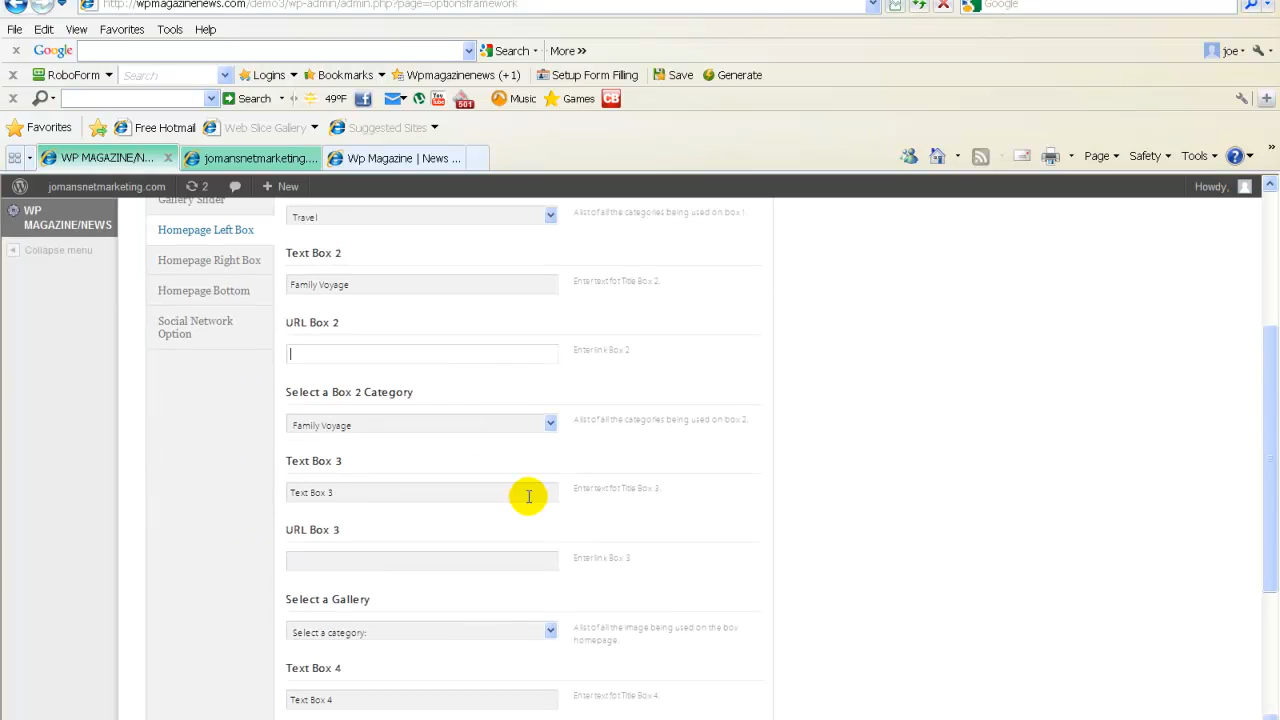 http://wpmagazinenews.com/demo3/wp-admin/admin.php?page=optionsframework
Google
File Edit View Favorites Tools Help
x Google Search More »
joe
x RoboForm Search Logins Bookmarks Wpmagazinenews (+1) Setup Form Filling Save Generate
x Search 49°F 501 Music Games CB
Favorites Free Hotmail Web Slice Gallery Suggested Sites
WP MAGAZINE/N... x jomansnetmarketing.... WP Magazine | News ...
Page Safety Tools
jomansnetmarketing.com 2 + New
Howdy,
WP
MAGAZINE/NEWS
Collapse menu
Gallery Slider
Homepage Left Box
Homepage Right Box
Homepage Bottom
Social Network
Option
Travel
A list of all the categories being used on box 1.
Text Box 2
Family Voyage
Enter text for Title Box 2.
URL Box 2
Enter link Box 2
Select a Box 2 Category
Family Voyage
A list of all the categories being used on box 2.
Text Box 3
Text Box 3
Enter text for Title Box 3.
URL Box 3
Enter link Box 3
Select a Gallery
Select a category:
A list of all the image being used on the box
homepage.
Text Box 4
Text Box 4
Enter text for Title Box 4.